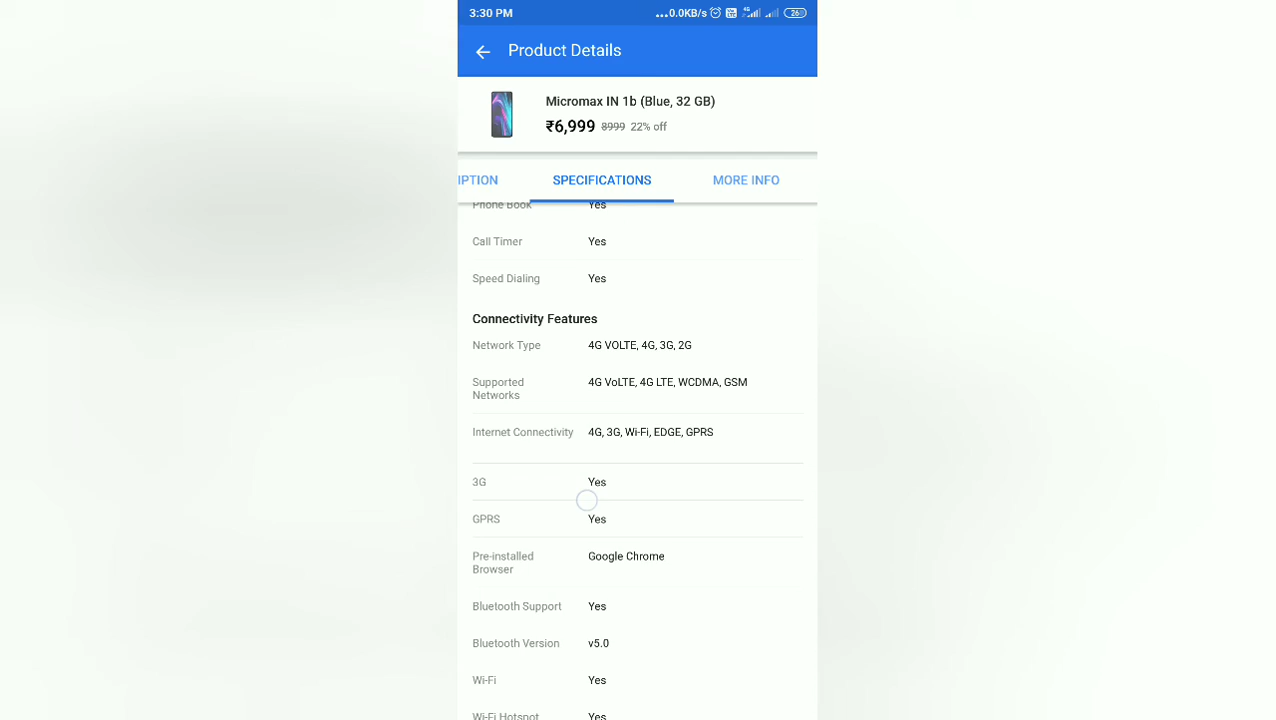 3:30 PM
...0.0KB/s 4G 26
Product Details
Micromax IN 1b (Blue, 32 GB)
₹6,999 8999 22% off
IPTION SPECIFICATIONS MORE INFO
Phone Book Yes
Call Timer Yes
Speed Dialing Yes
Connectivity Features
Network Type 4G VOLTE, 4G, 3G, 2G
Supported 4G VoLTE, 4G LTE, WCDMA, GSM
Networks
Internet Connectivity 4G, 3G, Wi-Fi, EDGE, GPRS
3G Yes
GPRS Yes
Pre-installed Google Chrome
Browser
Bluetooth Support Yes
Bluetooth Version v5.0
Wi-Fi Yes
Wi-Fi Hotspot Yes